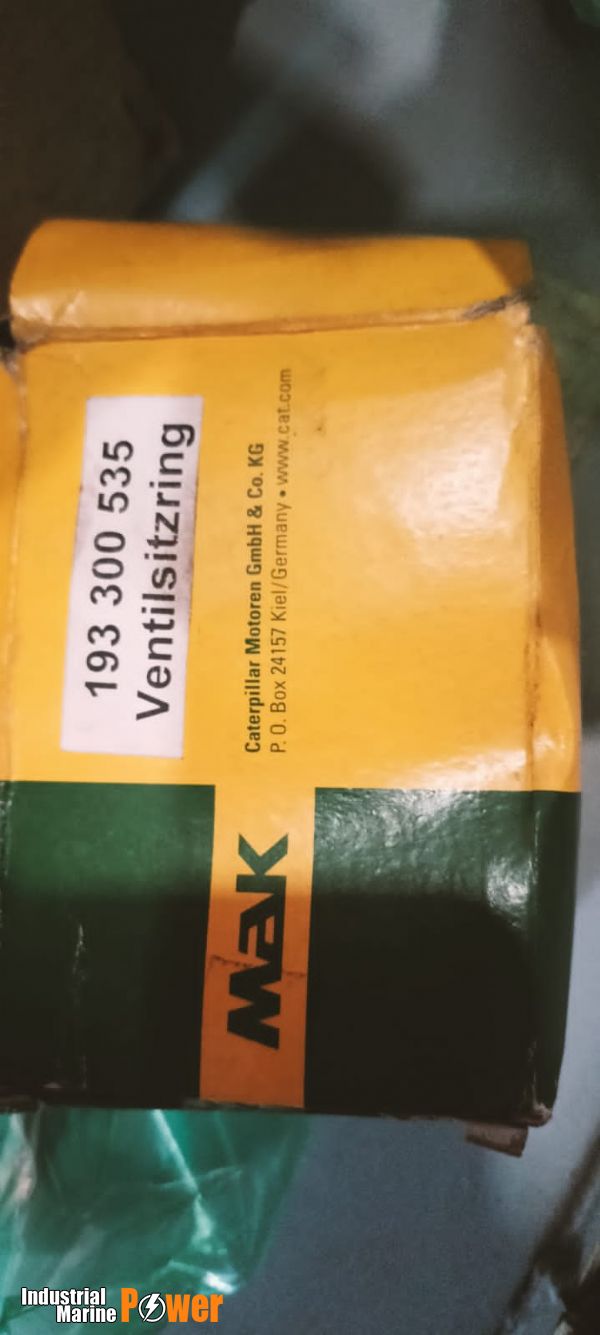 193 300 535
Ventilsitzring
Caterpillar Motoren GmbH & Co. KG
P. O. Box 24157 Kiel/Germany • www.cat.com
MaK
Industrial
Marine
Power